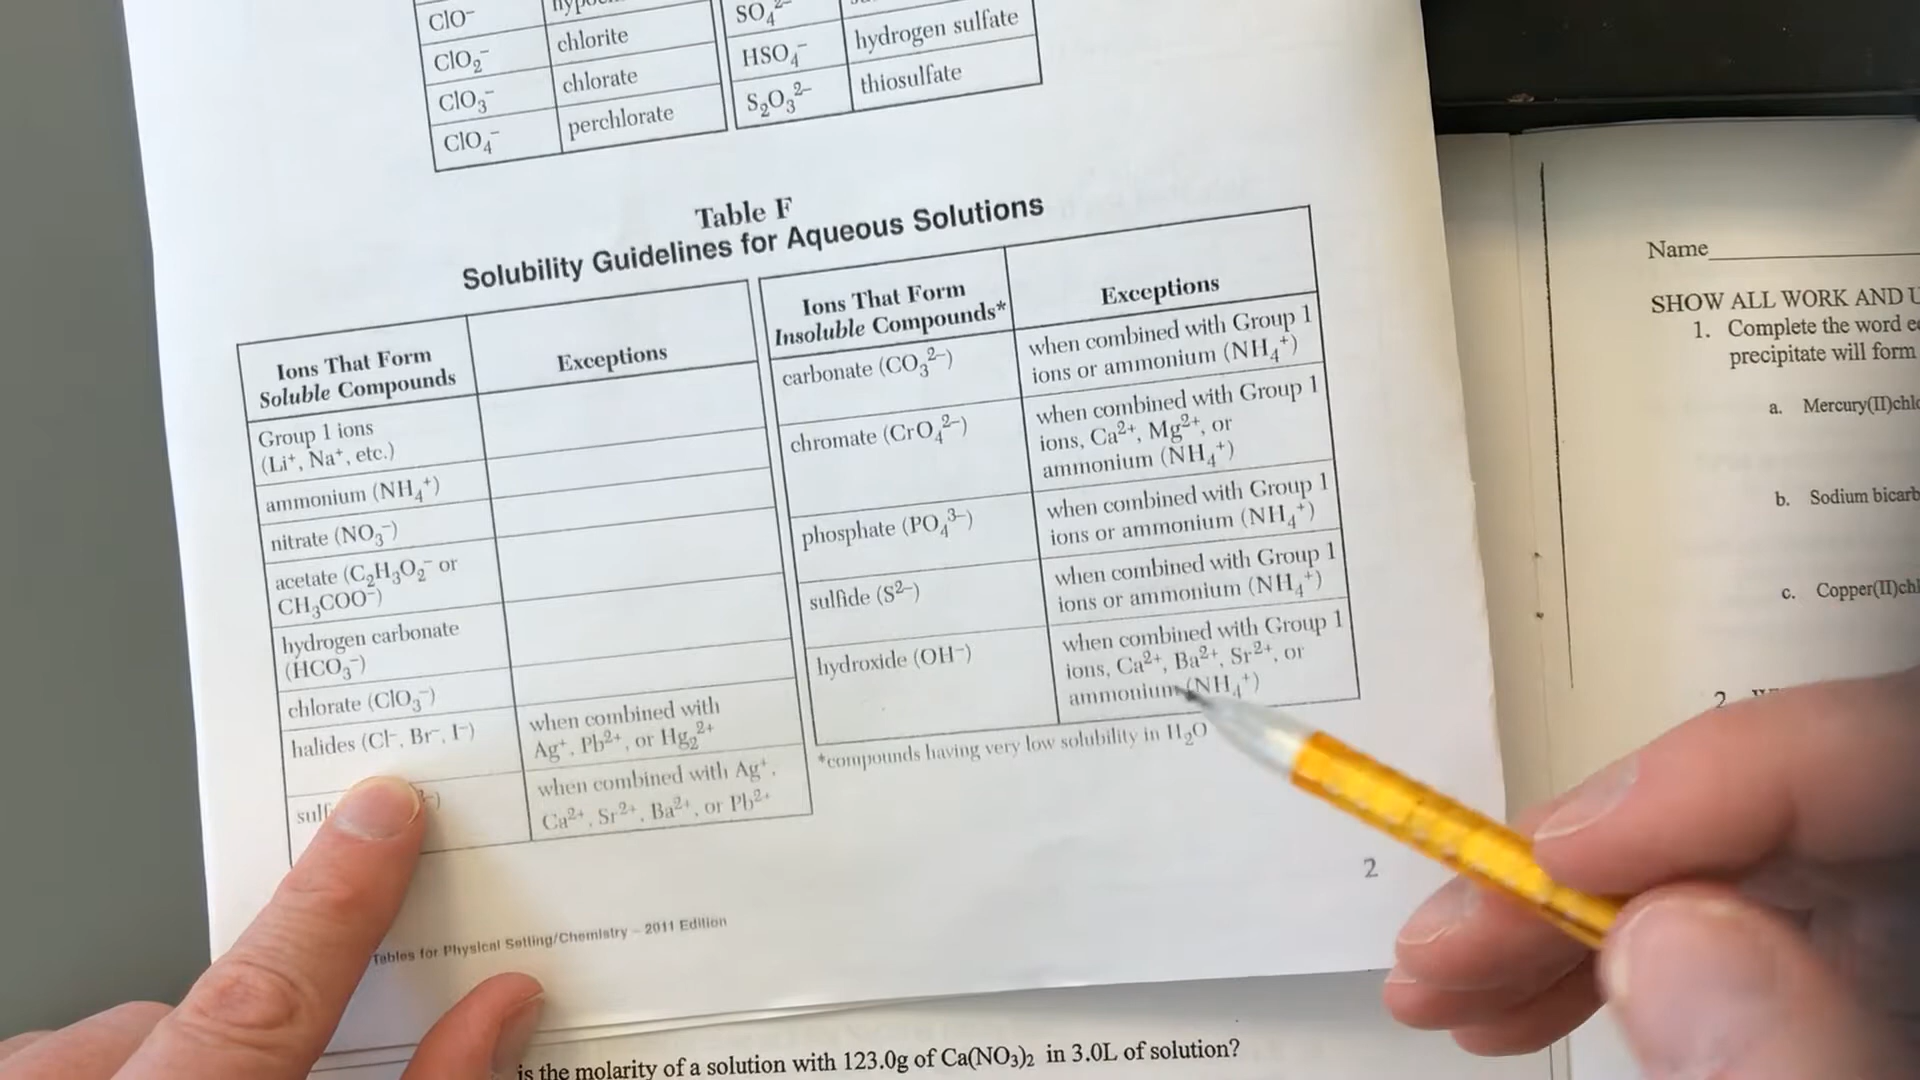 ClO⁻
ClO₂⁻ chlorite
ClO₃⁻ chlorate
ClO₄⁻ perchlorate
SO₄²⁻
HSO₄⁻ hydrogen sulfate
S₂O₃²⁻ thiosulfate
Table F
Solubility Guidelines for Aqueous Solutions
Ions That Form
Soluble Compounds
Exceptions
Group 1 ions
(Li⁺, Na⁺, etc.)
ammonium (NH₄⁺)
nitrate (NO₃⁻)
acetate (C₂H₃O₂⁻ or
CH₃COO⁻)
hydrogen carbonate
(HCO₃⁻)
chlorate (ClO₃⁻)
halides (Cl⁻, Br⁻, I⁻)
when combined with
Ag⁺, Pb²⁺, or Hg₂²⁺
when combined with Ag⁺,
Ca²⁺, Sr²⁺, Ba²⁺, or Pb²⁺
Ions That Form
Insoluble Compounds*
Exceptions
carbonate (CO₃²⁻)
when combined with Group 1
ions or ammonium (NH₄⁺)
chromate (CrO₄²⁻)
when combined with Group 1
ions, Ca²⁺, Mg²⁺, or
ammonium (NH₄⁺)
phosphate (PO₄³⁻)
when combined with Group 1
ions or ammonium (NH₄⁺)
sulfide (S²⁻)
when combined with Group 1
ions or ammonium (NH₄⁺)
hydroxide (OH⁻)
when combined with Group 1
ions, Ca²⁺, Ba²⁺, Sr²⁺, or
ammonium (NH₄⁺)
*compounds having very low solubility in H₂O
2
Tables for Physical Setting/Chemistry – 2011 Edition
is the molarity of a solution with 123.0g of Ca(NO₃)₂ in 3.0L of solution?
Name
SHOW ALL WORK AND
1. Complete the word
precipitate will form
a. Mercury(II)
b. Sodium
c. Copper(II)
2.